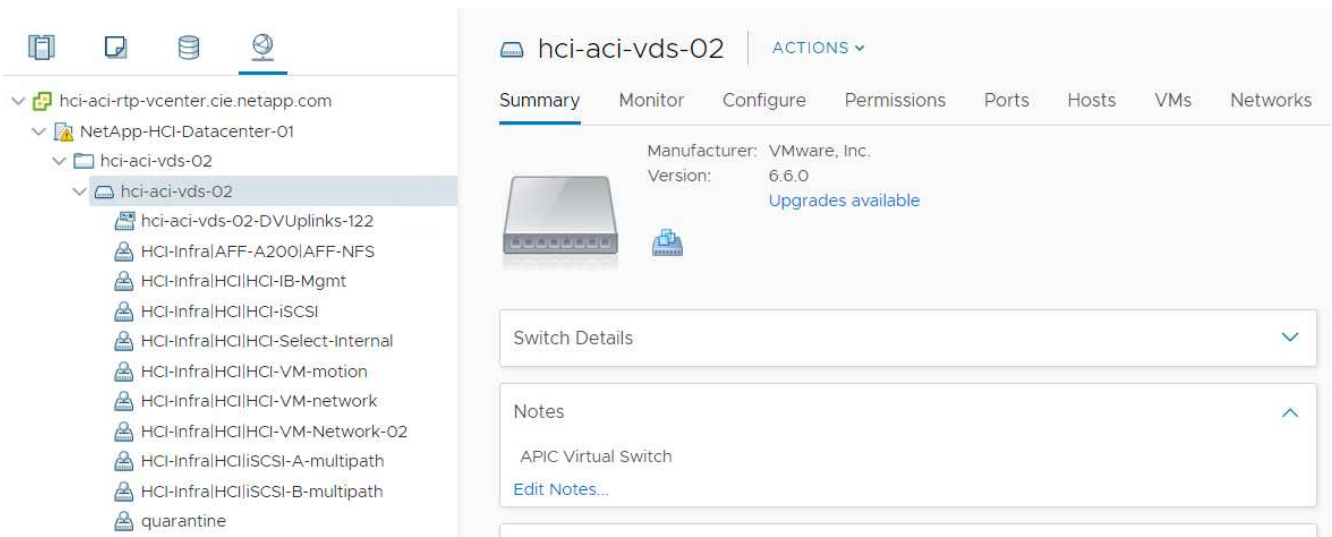 hci-aci-rtp-vcenter.cie.netapp.com
NetApp-HCI-Datacenter-01
hci-aci-vds-02
hci-aci-vds-02
hci-aci-vds-02-DVUplinks-122
HCI-Infra|AFF-A200|AFF-NFS
HCI-Infra|HCI|HCI-IB-Mgmt
HCI-Infra|HCI|HCI-iSCSI
HCI-Infra|HCI|HCI-Select-Internal
HCI-Infra|HCI|HCI-VM-motion
HCI-Infra|HCI|HCI-VM-network
HCI-Infra|HCI|HCI-VM-Network-02
HCI-Infra|HCI|iSCSI-A-multipath
HCI-Infra|HCI|iSCSI-B-multipath
quarantine
hci-aci-vds-02 ACTIONS
Summary Monitor Configure Permissions Ports Hosts VMs Networks
Manufacturer: VMware, Inc.
Version: 6.6.0
Upgrades available
Switch Details
Notes
APIC Virtual Switch
Edit Notes...